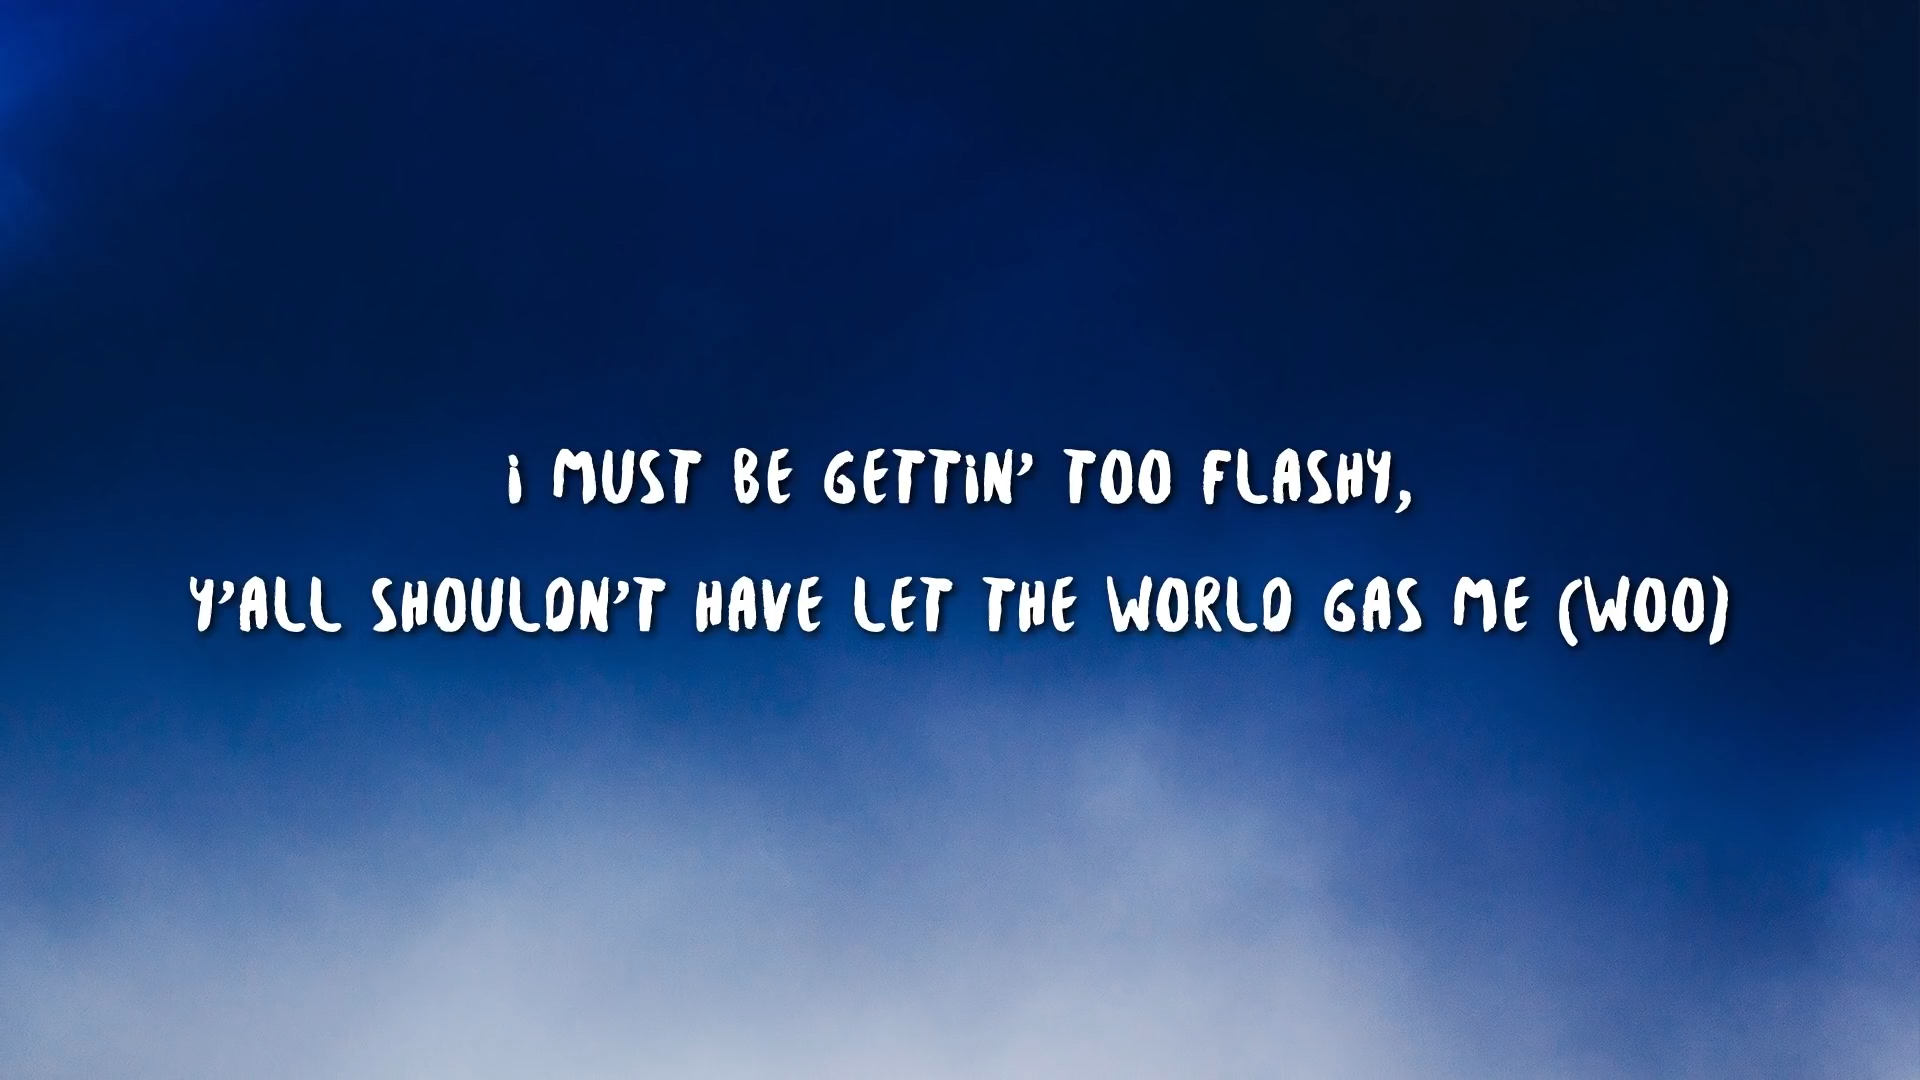 i MUST BE GETTiN' TOO FLASHY,
Y'ALL SHOULDN'T HAVE LET THE WORLD GAS ME (WOO)